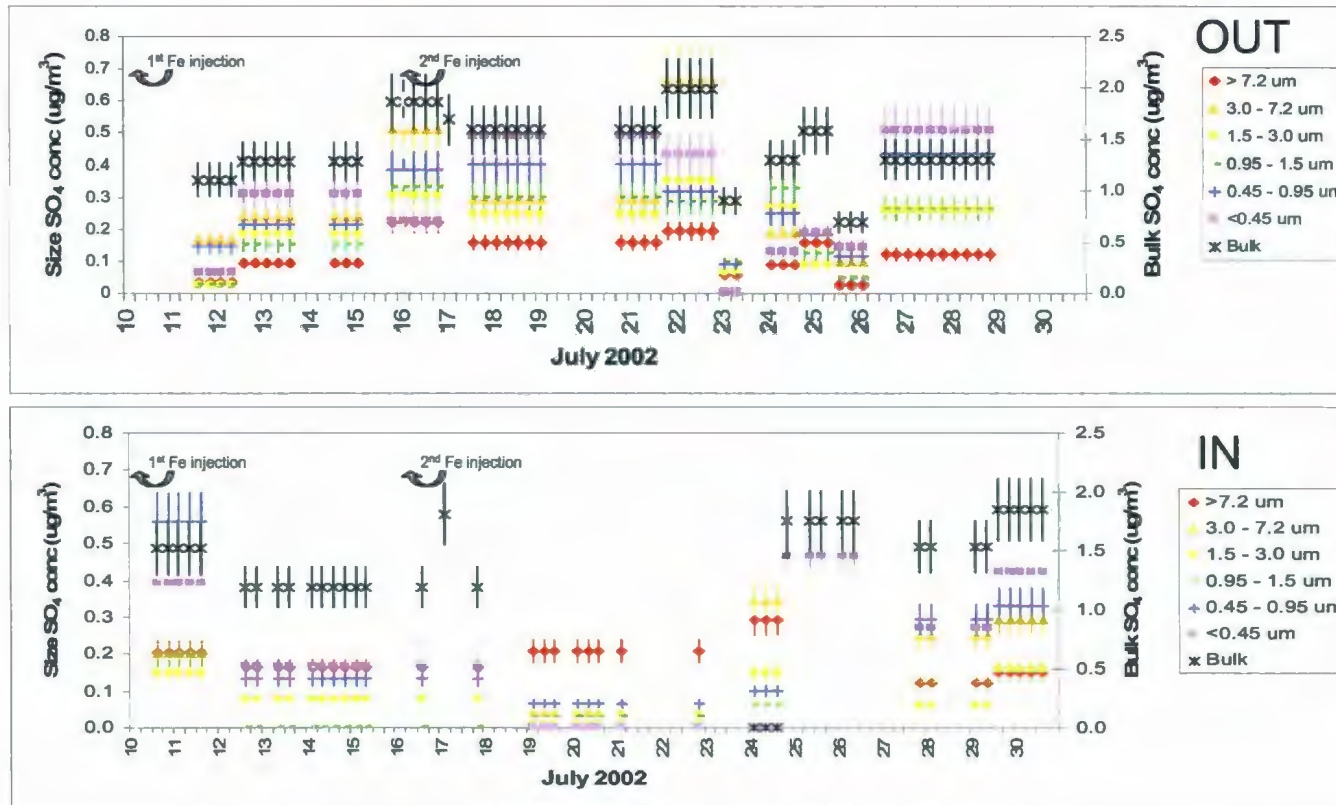 OUT
0.8
0.7
0.6
0.5
0.4
0.3
0.2
0.1
0
Size SO4 conc (ug/m3)
1st Fe injection
2nd Fe injection
2.5
2.0
1.5
1.0
0.5
0.0
Bulk SO4 conc (ug/m3)
10 11 12 13 14 15 16 17 18 19 21 22 23 24 25 26 27 28 29 30
July 2002
> 7.2 um
3.0 - 7.2 um
1.5 - 3.0 um
0.95 - 1.5 um
0.45 - 0.95 um
<0.45 um
Bulk
IN
0.8
0.7
0.6
0.5
0.4
0.3
0.2
0.1
0.0
Size SO4 conc (ug/m3)
1st Fe injection
2nd Fe injection
2.5
2.0
1.5
1.0
0.5
0.0
Bulk SO4 conc (ug/m3)
10 11 12 13 14 15 16 17 18 19 20 21 22 23 24 25 26 27 28 29 30
July 2002
>7.2 um
3.0 - 7.2 um
1.5 - 3.0 um
0.95 - 1.5 um
0.45 - 0.95 um
<0.45 um
Bulk